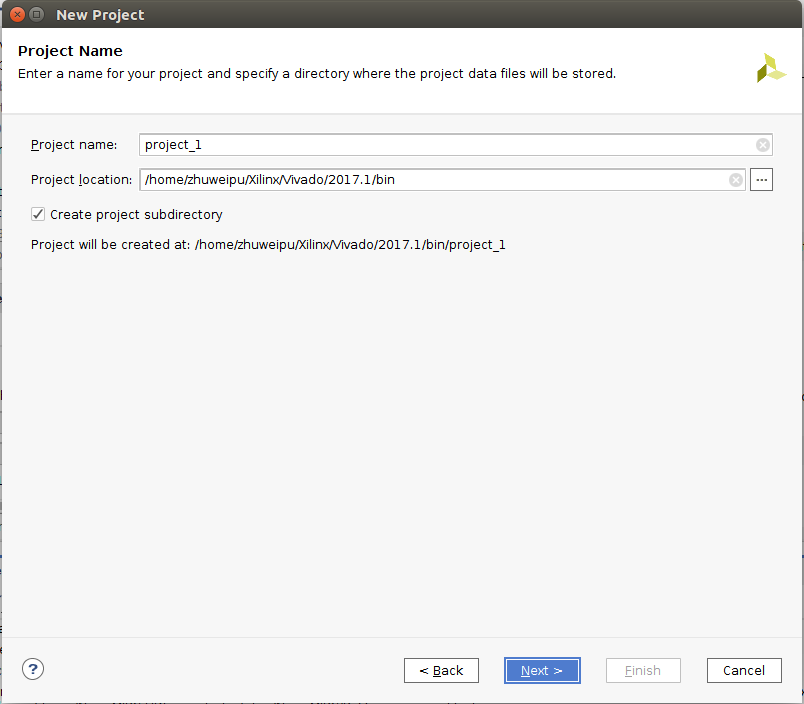 New Project
Project Name
Enter a name for your project and specify a directory where the project data files will be stored.
Project name: project_1
Project location: /home/zhuweipu/Xilinx/Vivado/2017.1/bin ...
Create project subdirectory
Project will be created at: /home/zhuweipu/Xilinx/Vivado/2017.1/bin/project_1
? < Back Next > Finish Cancel